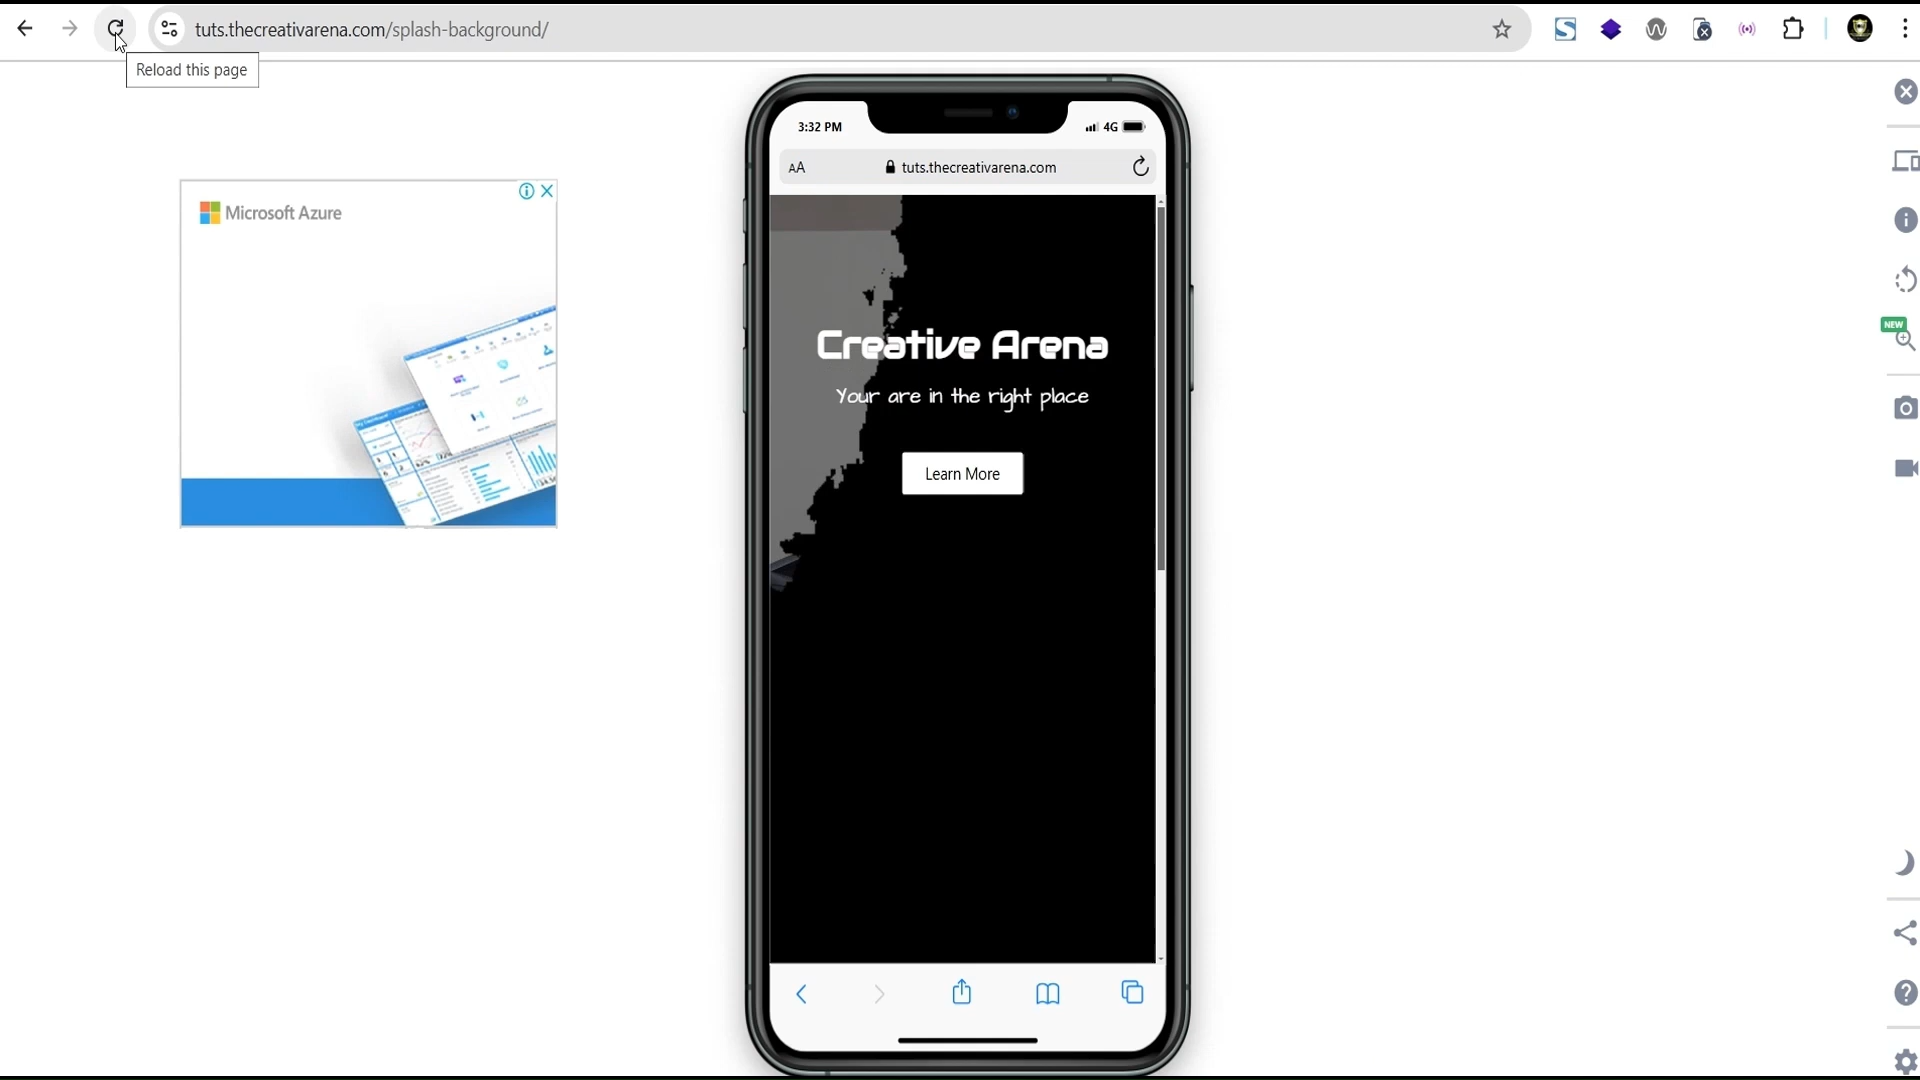 tuts.thecreativarena.com/splash-background/
Reload this page
Microsoft Azure
3:32 PM
4G
AA
tuts.thecreativarena.com
Creative Arena
Your are in the right place
Learn More
NEW